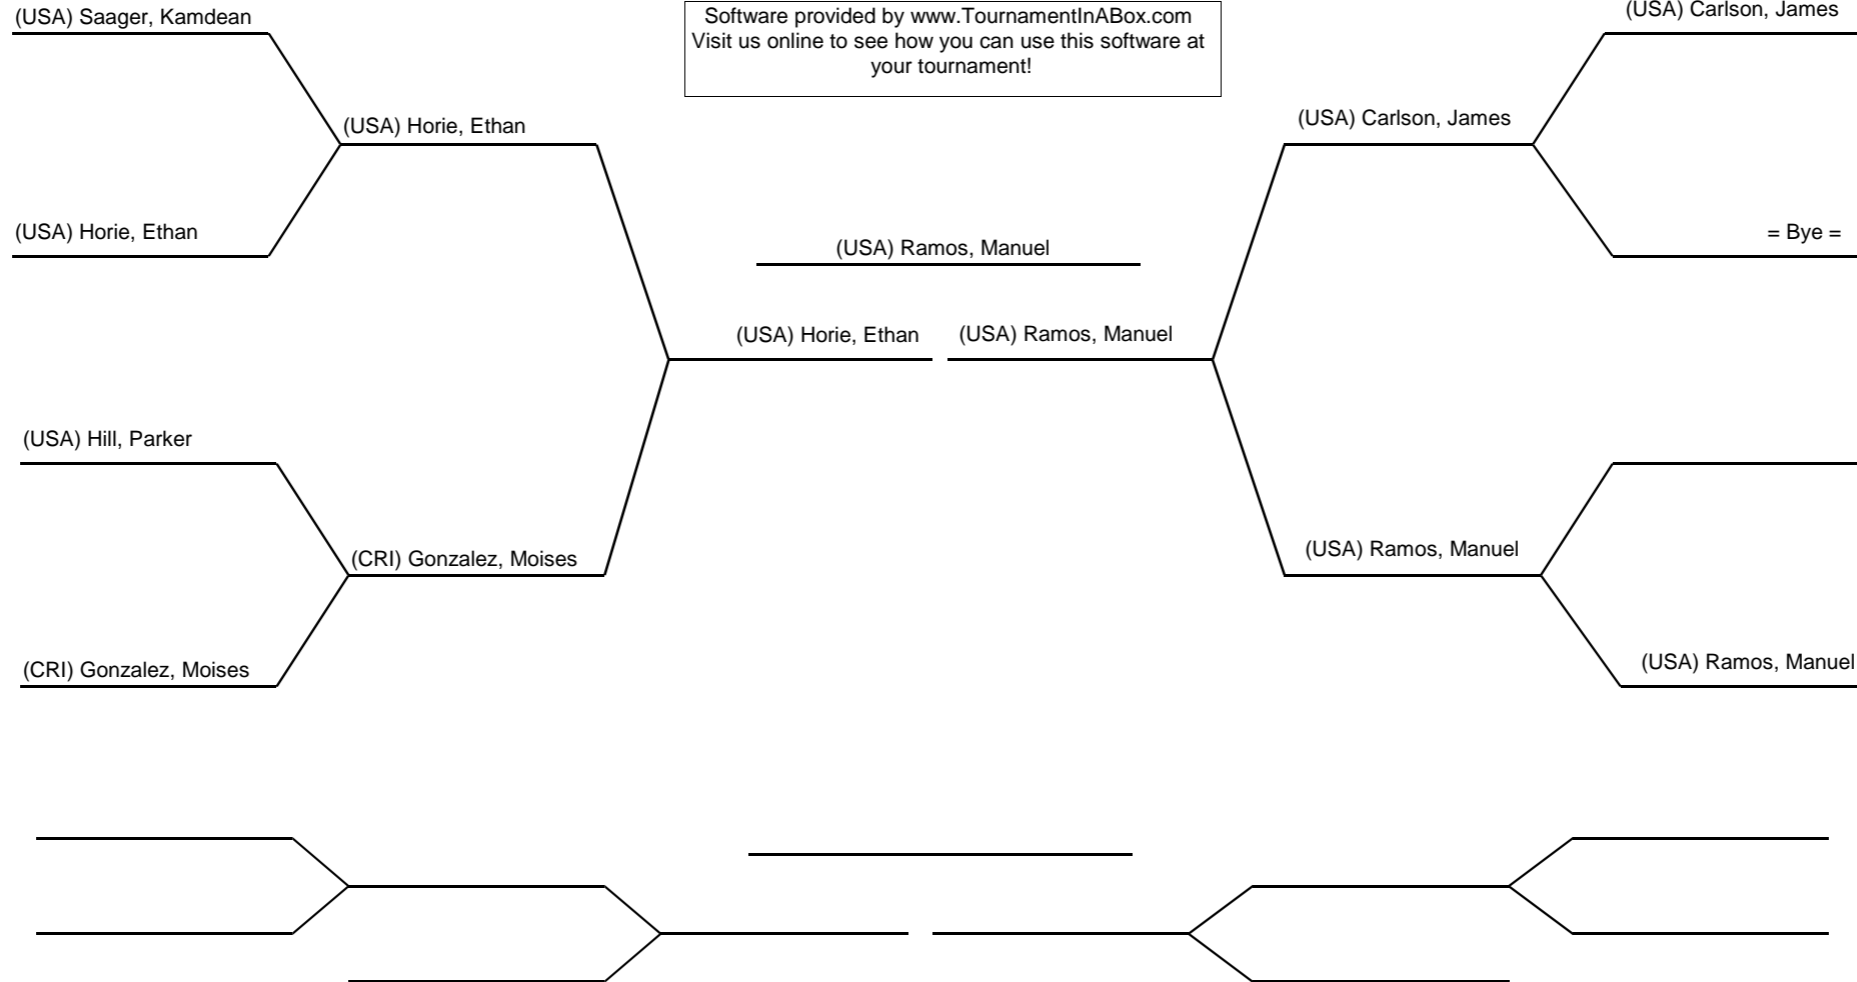 (USA) Saager, Kamdean
Software provided by www.TournamentInABox.com
Visit us online to see how you can use this software at
your tournament!
(USA) Carlson, James
(USA) Horie, Ethan
(USA) Carlson, James
(USA) Horie, Ethan
(USA) Ramos, Manuel
= Bye =
(USA) Horie, Ethan
(USA) Ramos, Manuel
(USA) Hill, Parker
(CRI) Gonzalez, Moises
(USA) Ramos, Manuel
(CRI) Gonzalez, Moises
(USA) Ramos, Manuel